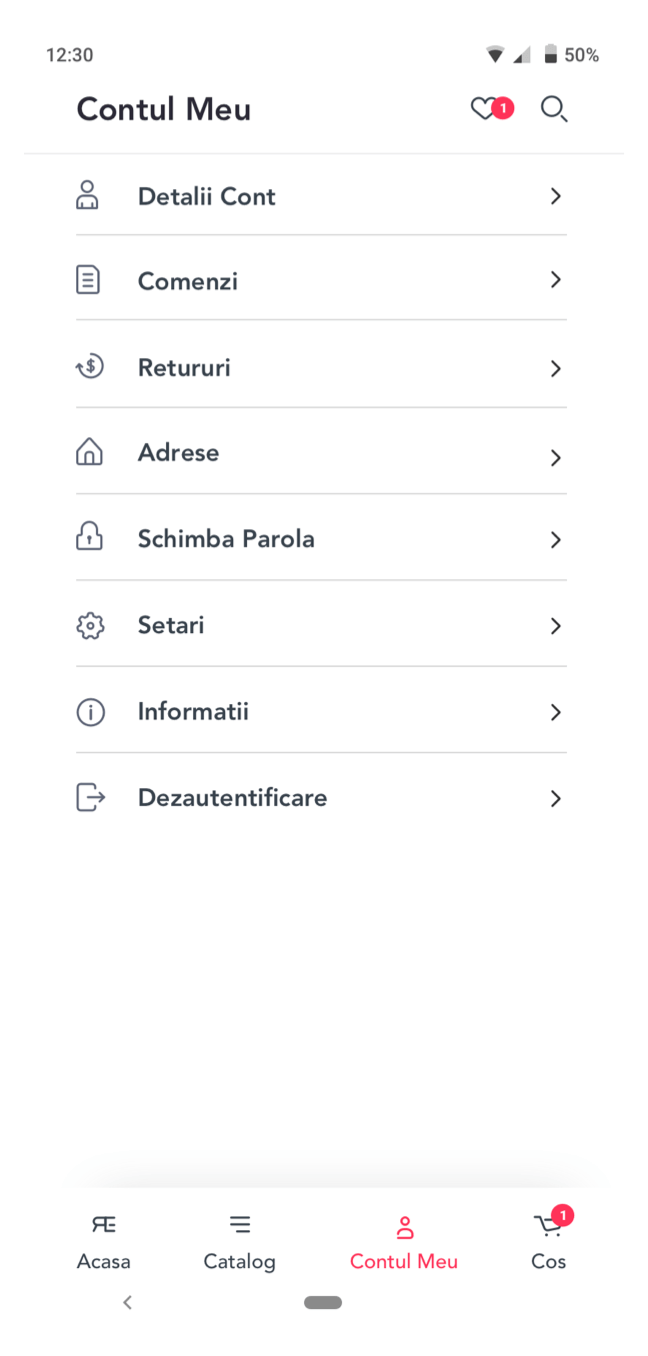 12:30
50%
Contul Meu
1
Detalii Cont
Comenzi
$
Retururi
Adrese
Schimba Parola
Setari
i
Informatii
Dezautentificare
1
Acasa
Catalog
Contul Meu
Cos